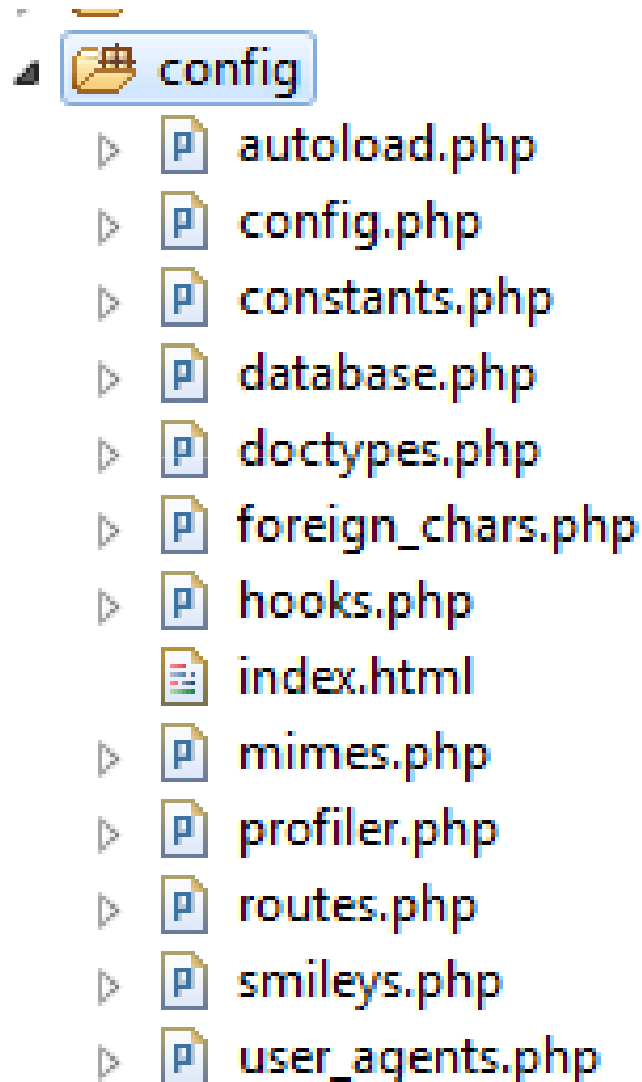 config
autoload.php
config.php
constants.php
database.php
doctypes.php
foreign_chars.php
hooks.php
index.html
mimes.php
profiler.php
routes.php
smileys.php
user_agents.php